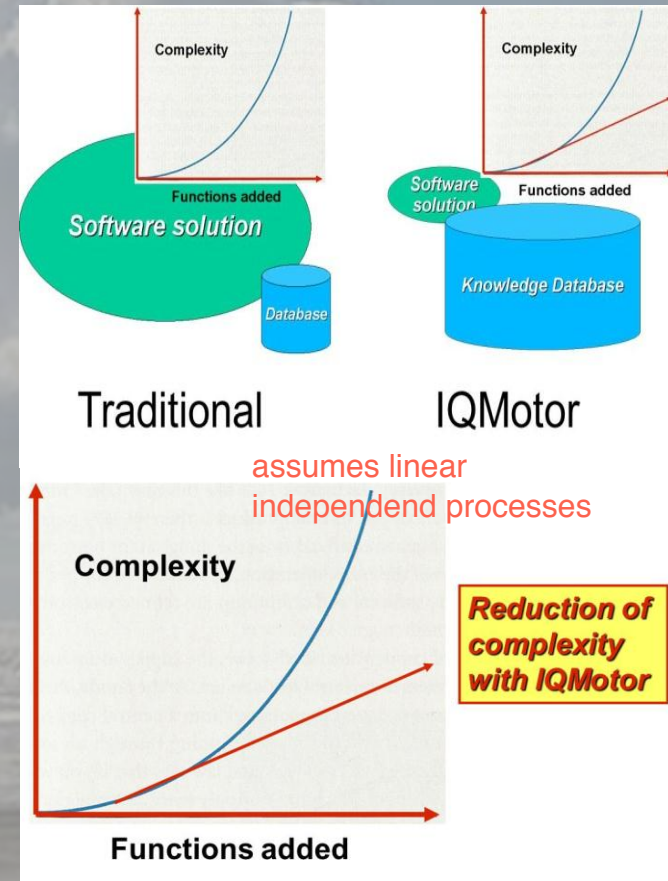 Complexity
Functions added
Software solution
Database
Traditional
Complexity
Functions added
Software
solution
Knowledge Database
IQMotor
assumes linear
independend processes
Complexity
Functions added
Reduction of
complexity
with IQMotor